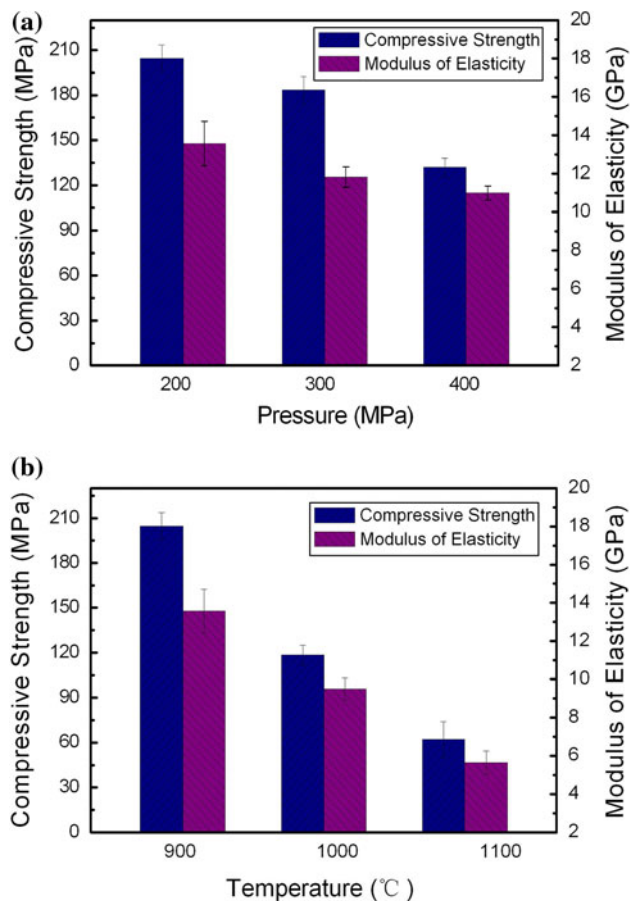 (a)
Compressive Strength (MPa)
210
180
150
120
90
60
30
0
Compressive Strength
Modulus of Elasticity
20
18
16
14
12
10
8
6
4
2
Modulus of Elasticity (GPa)
200 300 400
Pressure (MPa)
(b)
Compressive Strength (MPa)
210
180
150
120
90
60
30
0
Compressive Strength
Modulus of Elasticity
20
18
16
14
12
10
8
6
4
2
Modulus of Elasticity (GPa)
900 1000 1100
Temperature (℃)